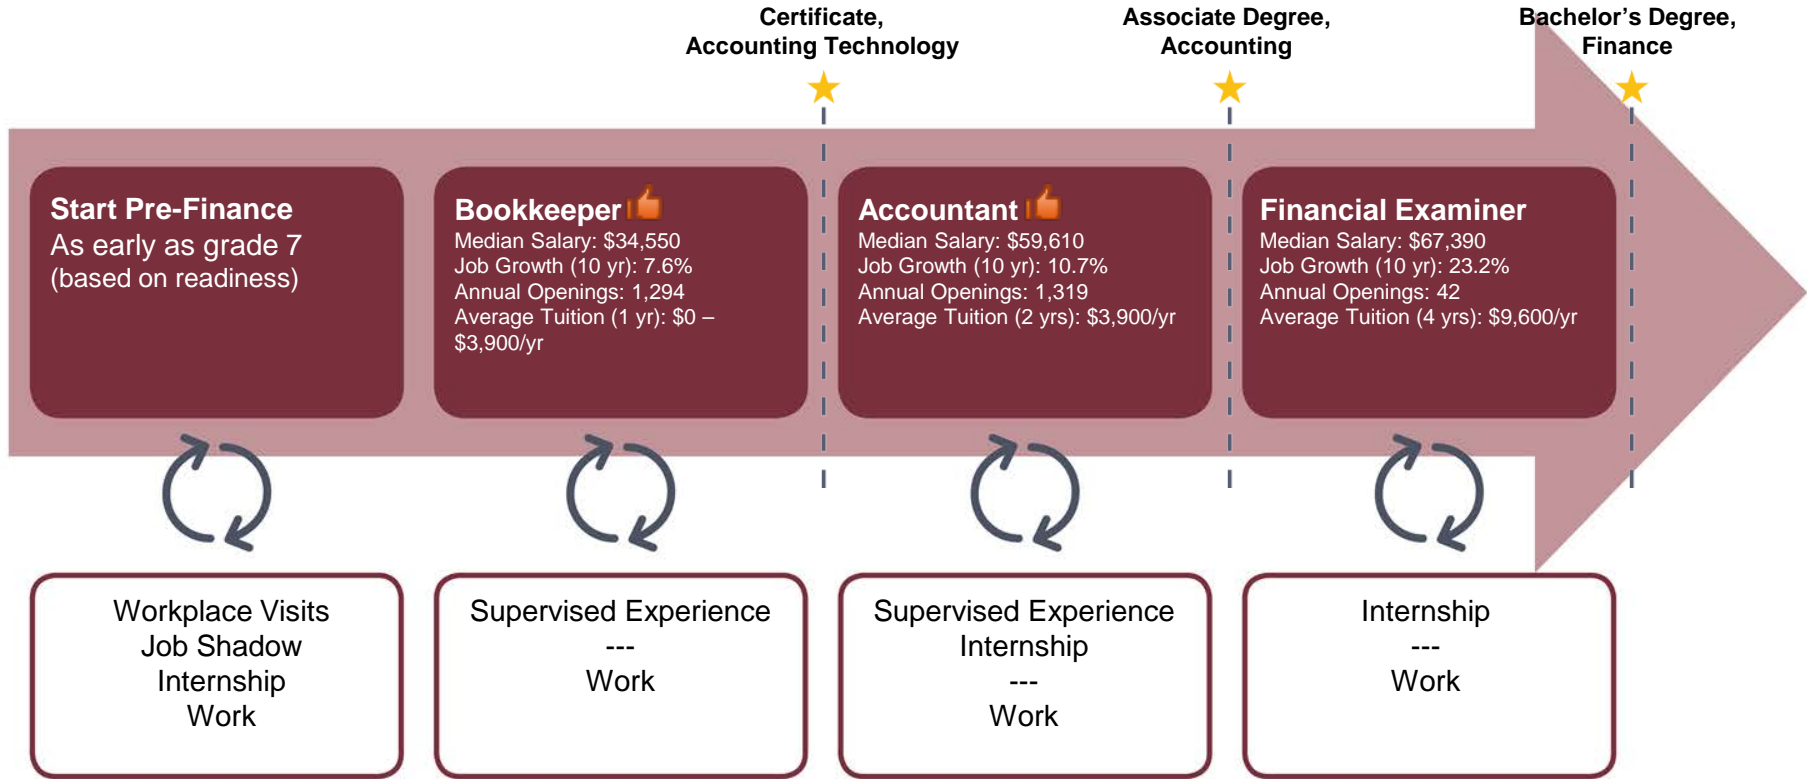 Certificate,
Accounting Technology
Associate Degree,
Accounting
Bachelor's Degree,
Finance
Start Pre-Finance
As early as grade 7
(based on readiness)
Bookkeeper
Median Salary: $34,550
Job Growth (10 yr): 7.6%
Annual Openings: 1,294
Average Tuition (1 yr): $0 –
$3,900/yr
Accountant
Median Salary: $59,610
Job Growth (10 yr): 10.7%
Annual Openings: 1,319
Average Tuition (2 yrs): $3,900/yr
Financial Examiner
Median Salary: $67,390
Job Growth (10 yr): 23.2%
Annual Openings: 42
Average Tuition (4 yrs): $9,600/yr
Workplace Visits
Job Shadow
Internship
Work
Supervised Experience
---
Work
Supervised Experience
Internship
---
Work
Internship
---
Work